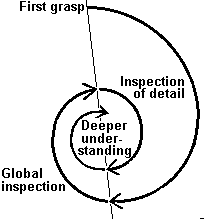 First grasp
Inspection
of detail
Deeper
under-
standing
Global
inspection